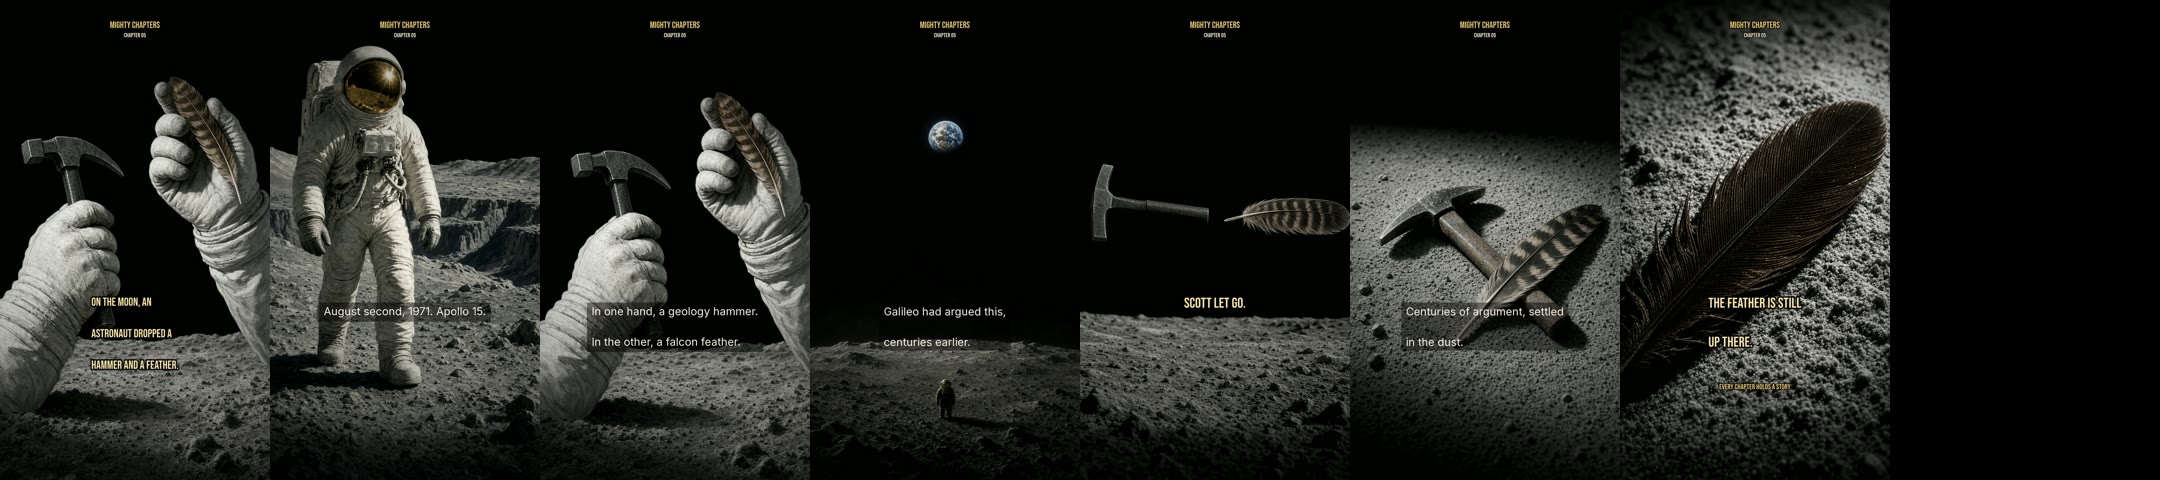 MIGHTY CHAPTERS
CHAPTER 05
ON THE MOON, AN
ASTRONAUT DROPPED A
HAMMER AND A FEATHER.
MIGHTY CHAPTERS
CHAPTER 05
August second, 1971. Apollo 15.
MIGHTY CHAPTERS
CHAPTER 05
In one hand, a geology hammer.
In the other, a falcon feather.
MIGHTY CHAPTERS
CHAPTER 05
Galileo had argued this,
centuries earlier.
MIGHTY CHAPTERS
CHAPTER 05
SCOTT LET GO.
MIGHTY CHAPTERS
CHAPTER 05
Centuries of argument, settled
in the dust.
MIGHTY CHAPTERS
CHAPTER 05
THE FEATHER IS STILL
UP THERE.
EVERY CHAPTER HOLDS A STORY